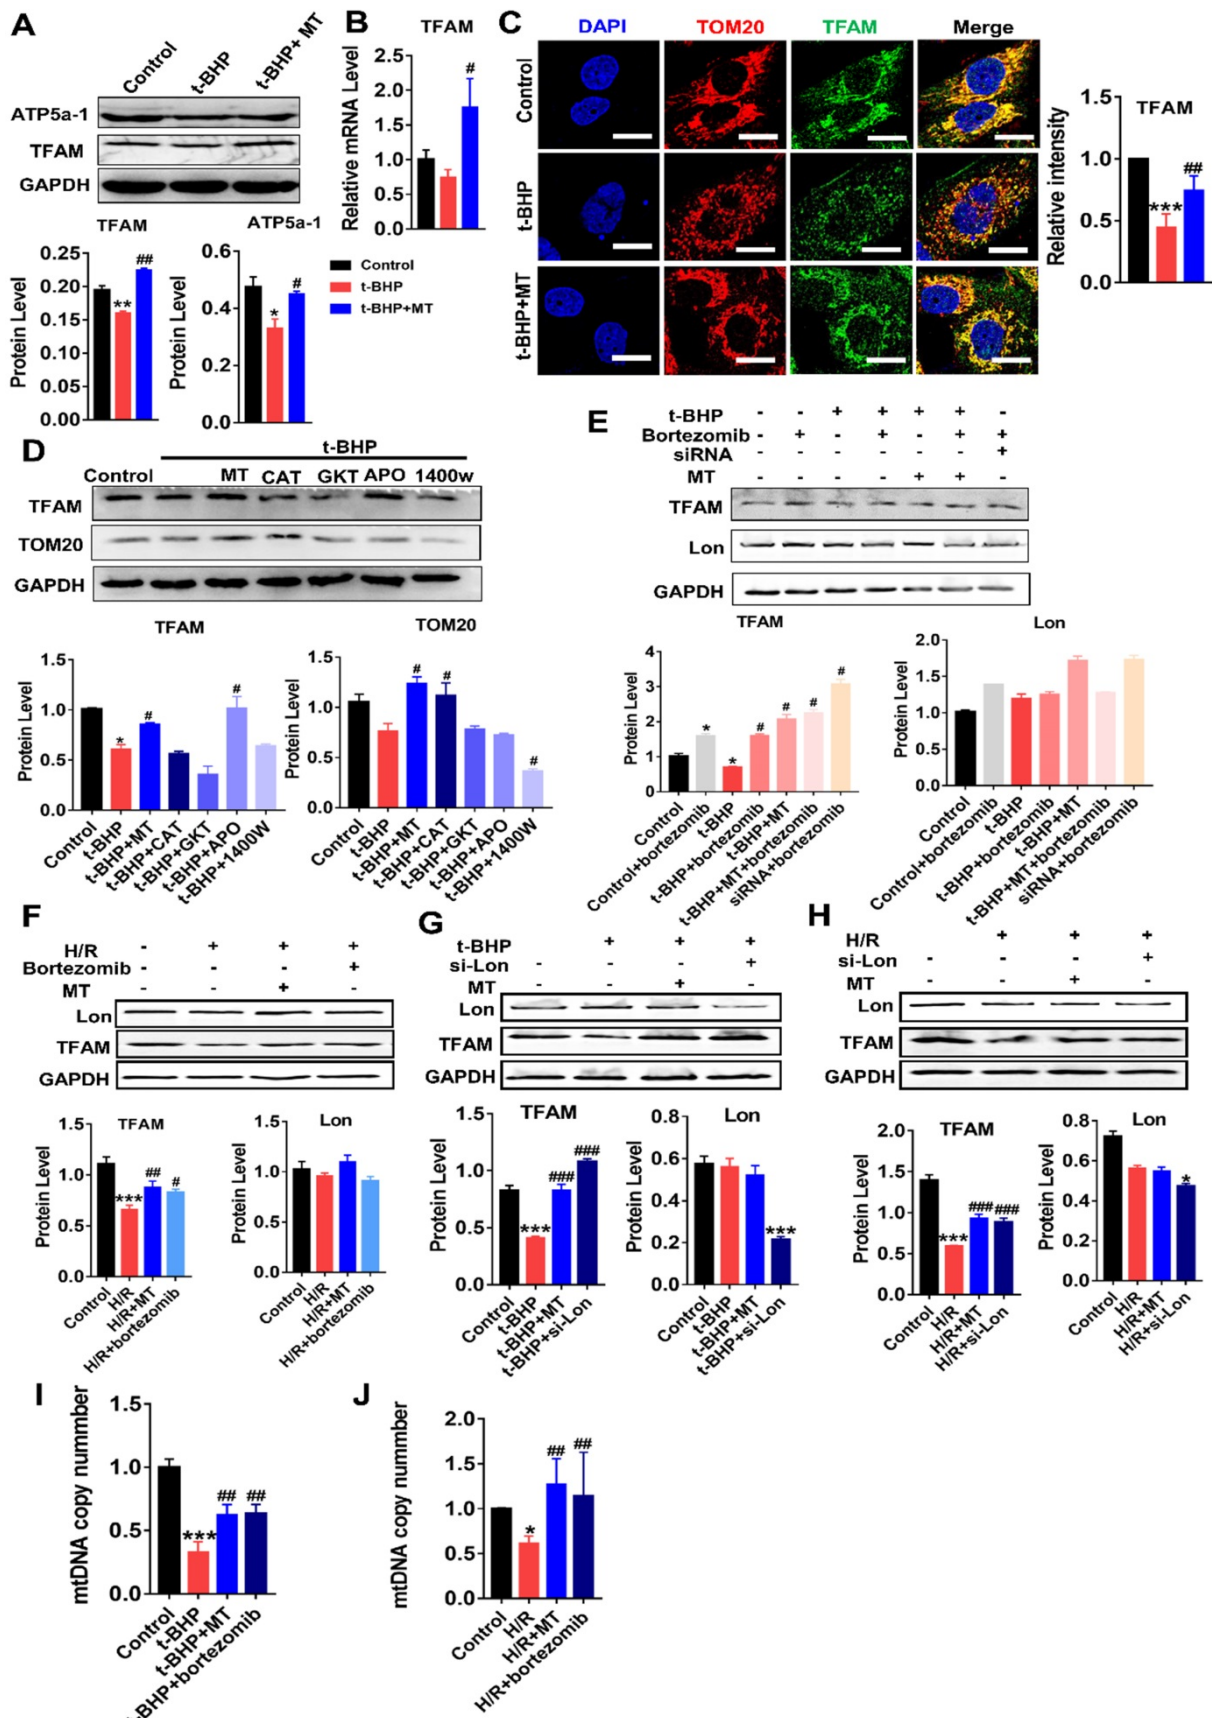 A
Control
t-BHP
t-BHP+ MT
ATP5a-1
TFAM
GAPDH
TFAM
Protein Level
0.25
0.20
0.15
0.10
0.05
0.00
**
##
ATP5a-1
Protein Level
0.6
0.4
0.2
0.0
*
#
Control
t-BHP
t-BHP+MT
B
TFAM
Relative mRNA Level
2.5
2.0
1.5
1.0
0.5
0.0
#
C
DAPI
TOM20
TFAM
Merge
Control
t-BHP
t-BHP+MT
TFAM
Relative intensity
1.5
1.0
0.5
0.0
***
##
D
t-BHP
Control
MT
CAT
GKT
APO
1400w
TFAM
TOM20
GAPDH
TFAM
Protein Level
1.5
1.0
0.5
0.0
*
#
#
Control
t-BHP
t-BHP+MT
t-BHP+CAT
t-BHP+GKT
t-BHP+APO
t-BHP+1400W
TOM20
Protein Level
1.5
1.0
0.5
0.0
#
#
#
Control
t-BHP
t-BHP+MT
t-BHP+CAT
t-BHP+GKT
t-BHP+APO
t-BHP+1400W
E
t-BHP - - + + + + -
Bortezomib - + - + - + +
siRNA - - - - - - +
MT - - - - + + -
TFAM
Lon
GAPDH
TFAM
Protein Level
4
3
2
1
0
*
*
#
#
#
#
Control
Control+bortezomib
t-BHP
t-BHP+bortezomib
t-BHP+MT
t-BHP+MT+bortezomib
siRNA+bortezomib
Lon
Protein Level
2.0
1.5
1.0
0.5
0.0
Control
Control+bortezomib
t-BHP
t-BHP+bortezomib
t-BHP+MT
t-BHP+MT+bortezomib
siRNA+bortezomib
F
H/R - + + +
Bortezomib - - - +
MT - - + -
Lon
TFAM
GAPDH
TFAM
Protein Level
1.5
1.0
0.5
0.0
***
##
#
Control
H/R
H/R+MT
H/R+bortezomib
Lon
Protein Level
1.5
1.0
0.5
0.0
Control
H/R
H/R+MT
H/R+bortezomib
G
t-BHP + + +
si-Lon - - - +
MT - - + -
Lon
TFAM
GAPDH
TFAM
Protein Level
1.5
1.0
0.5
0.0
***
###
###
Control
t-BHP
t-BHP+MT
t-BHP+si-Lon
Lon
Protein Level
0.8
0.6
0.4
0.2
0.0
***
Control
t-BHP
t-BHP+MT
t-BHP+si-Lon
H
H/R + + +
si-Lon - - - +
MT - - + -
Lon
TFAM
GAPDH
TFAM
Protein Level
2.0
1.5
1.0
0.5
0.0
***
###
###
Control
H/R
H/R+MT
H/R+si-Lon
Lon
Protein Level
0.8
0.6
0.4
0.2
0.0
*
Control
H/R
H/R+MT
H/R+si-Lon
I
mtDNA copy nummber
1.5
1.0
0.5
0.0
***
##
##
Control
t-BHP
t-BHP+MT
t-BHP+bortezomib
J
mtDNA copy nummber
2.0
1.5
1.0
0.5
0.0
*
##
##
Control
H/R
H/R+MT
H/R+bortezomib